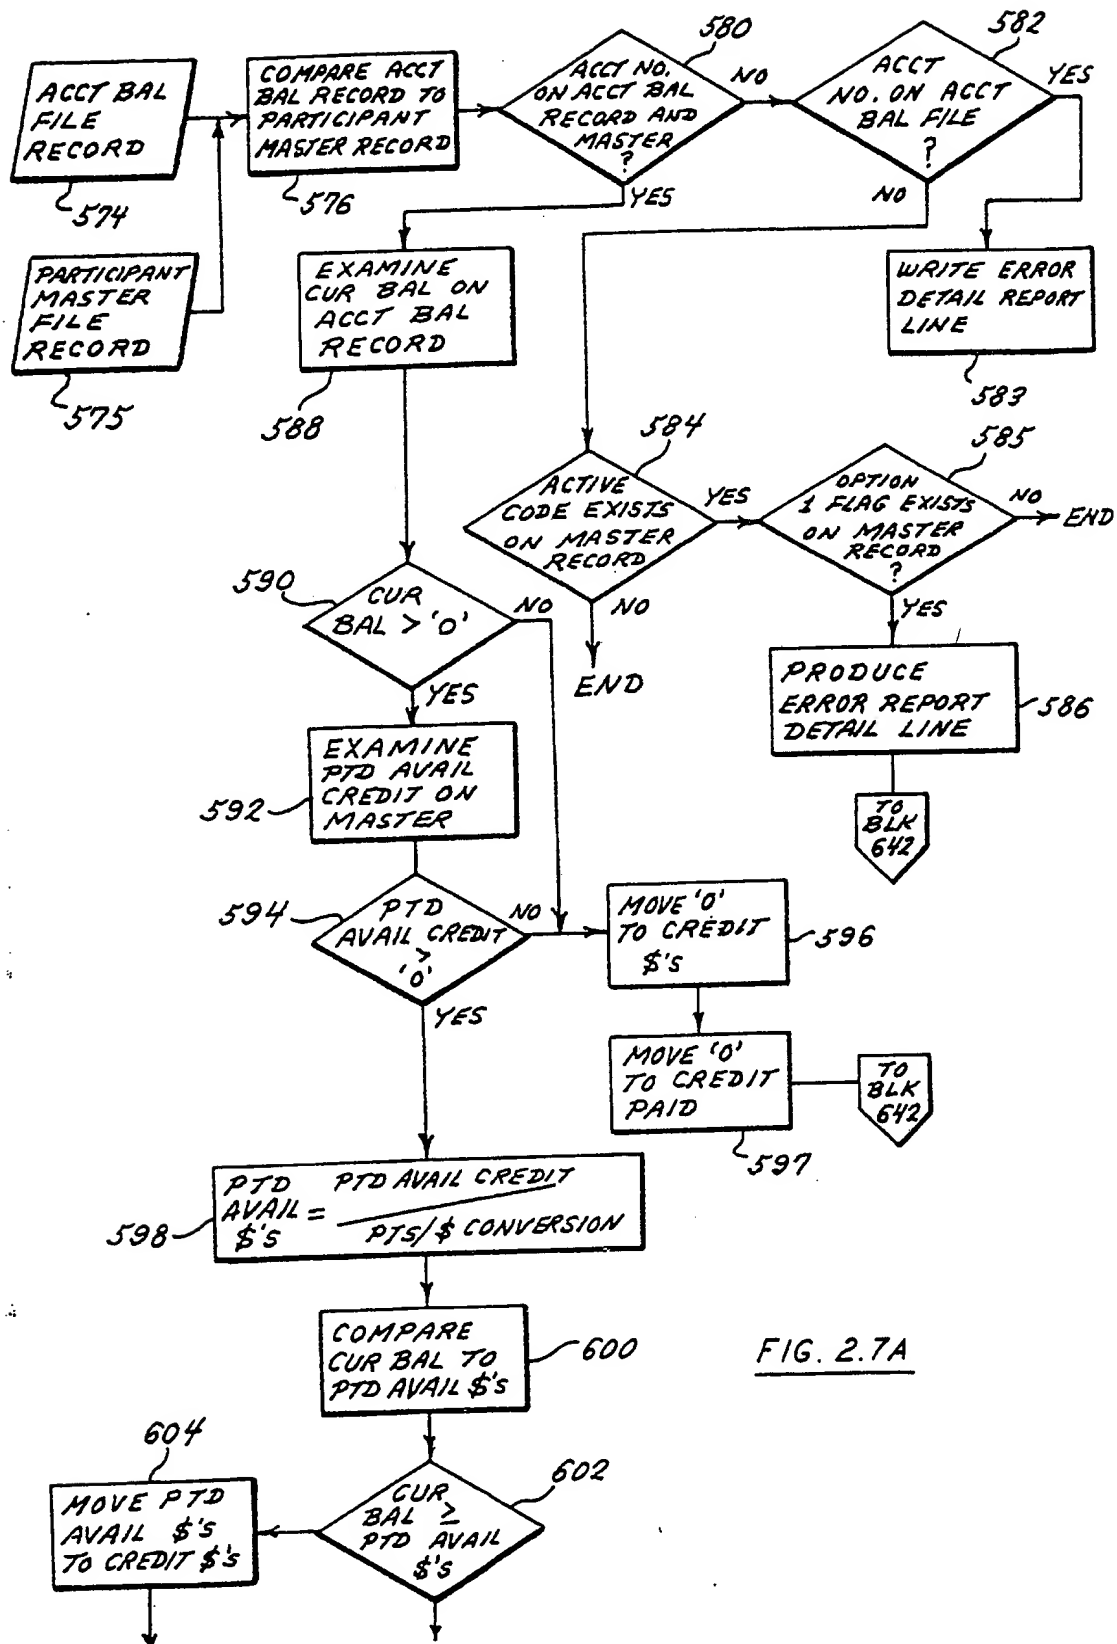 580
582
ACCT BAL
FILE
RECORD
574
COMPARE ACCT
BAL RECORD TO
PARTICIPANT
MASTER RECORD
576
ACCT NO.
ON ACCT BAL
RECORD AND
MASTER
?
NO
YES
ACCT
NO. ON ACCT
BAL FILE
?
YES
NO
PARTICIPANT
MASTER
FILE
RECORD
575
EXAMINE
CUR BAL ON
ACCT BAL
RECORD
588
WRITE ERROR
DETAIL REPORT
LINE
583
584
ACTIVE
CODE EXISTS
ON MASTER
RECORD
YES
NO
END
585
OPTION
1 FLAG EXISTS
ON MASTER
RECORD
?
NO
END
YES
590
CUR
BAL > '0'
NO
YES
PRODUCE
ERROR REPORT
DETAIL LINE
586
TO
BLK
642
EXAMINE
PTD AVAIL
CREDIT ON
MASTER
592
594
PTD
AVAIL CREDIT
>
'0'
NO
YES
MOVE '0'
TO CREDIT
$'s
596
MOVE '0'
TO CREDIT
PAID
597
TO
BLK
642
PTD AVAIL $'s = PTD AVAIL CREDIT
PTS/$ CONVERSION
598
COMPARE
CUR BAL TO
PTD AVAIL $'s
600
FIG. 2.7A
604
MOVE PTD
AVAIL $'s
TO CREDIT $'s
602
CUR
BAL ≥
PTD AVAIL
$'s